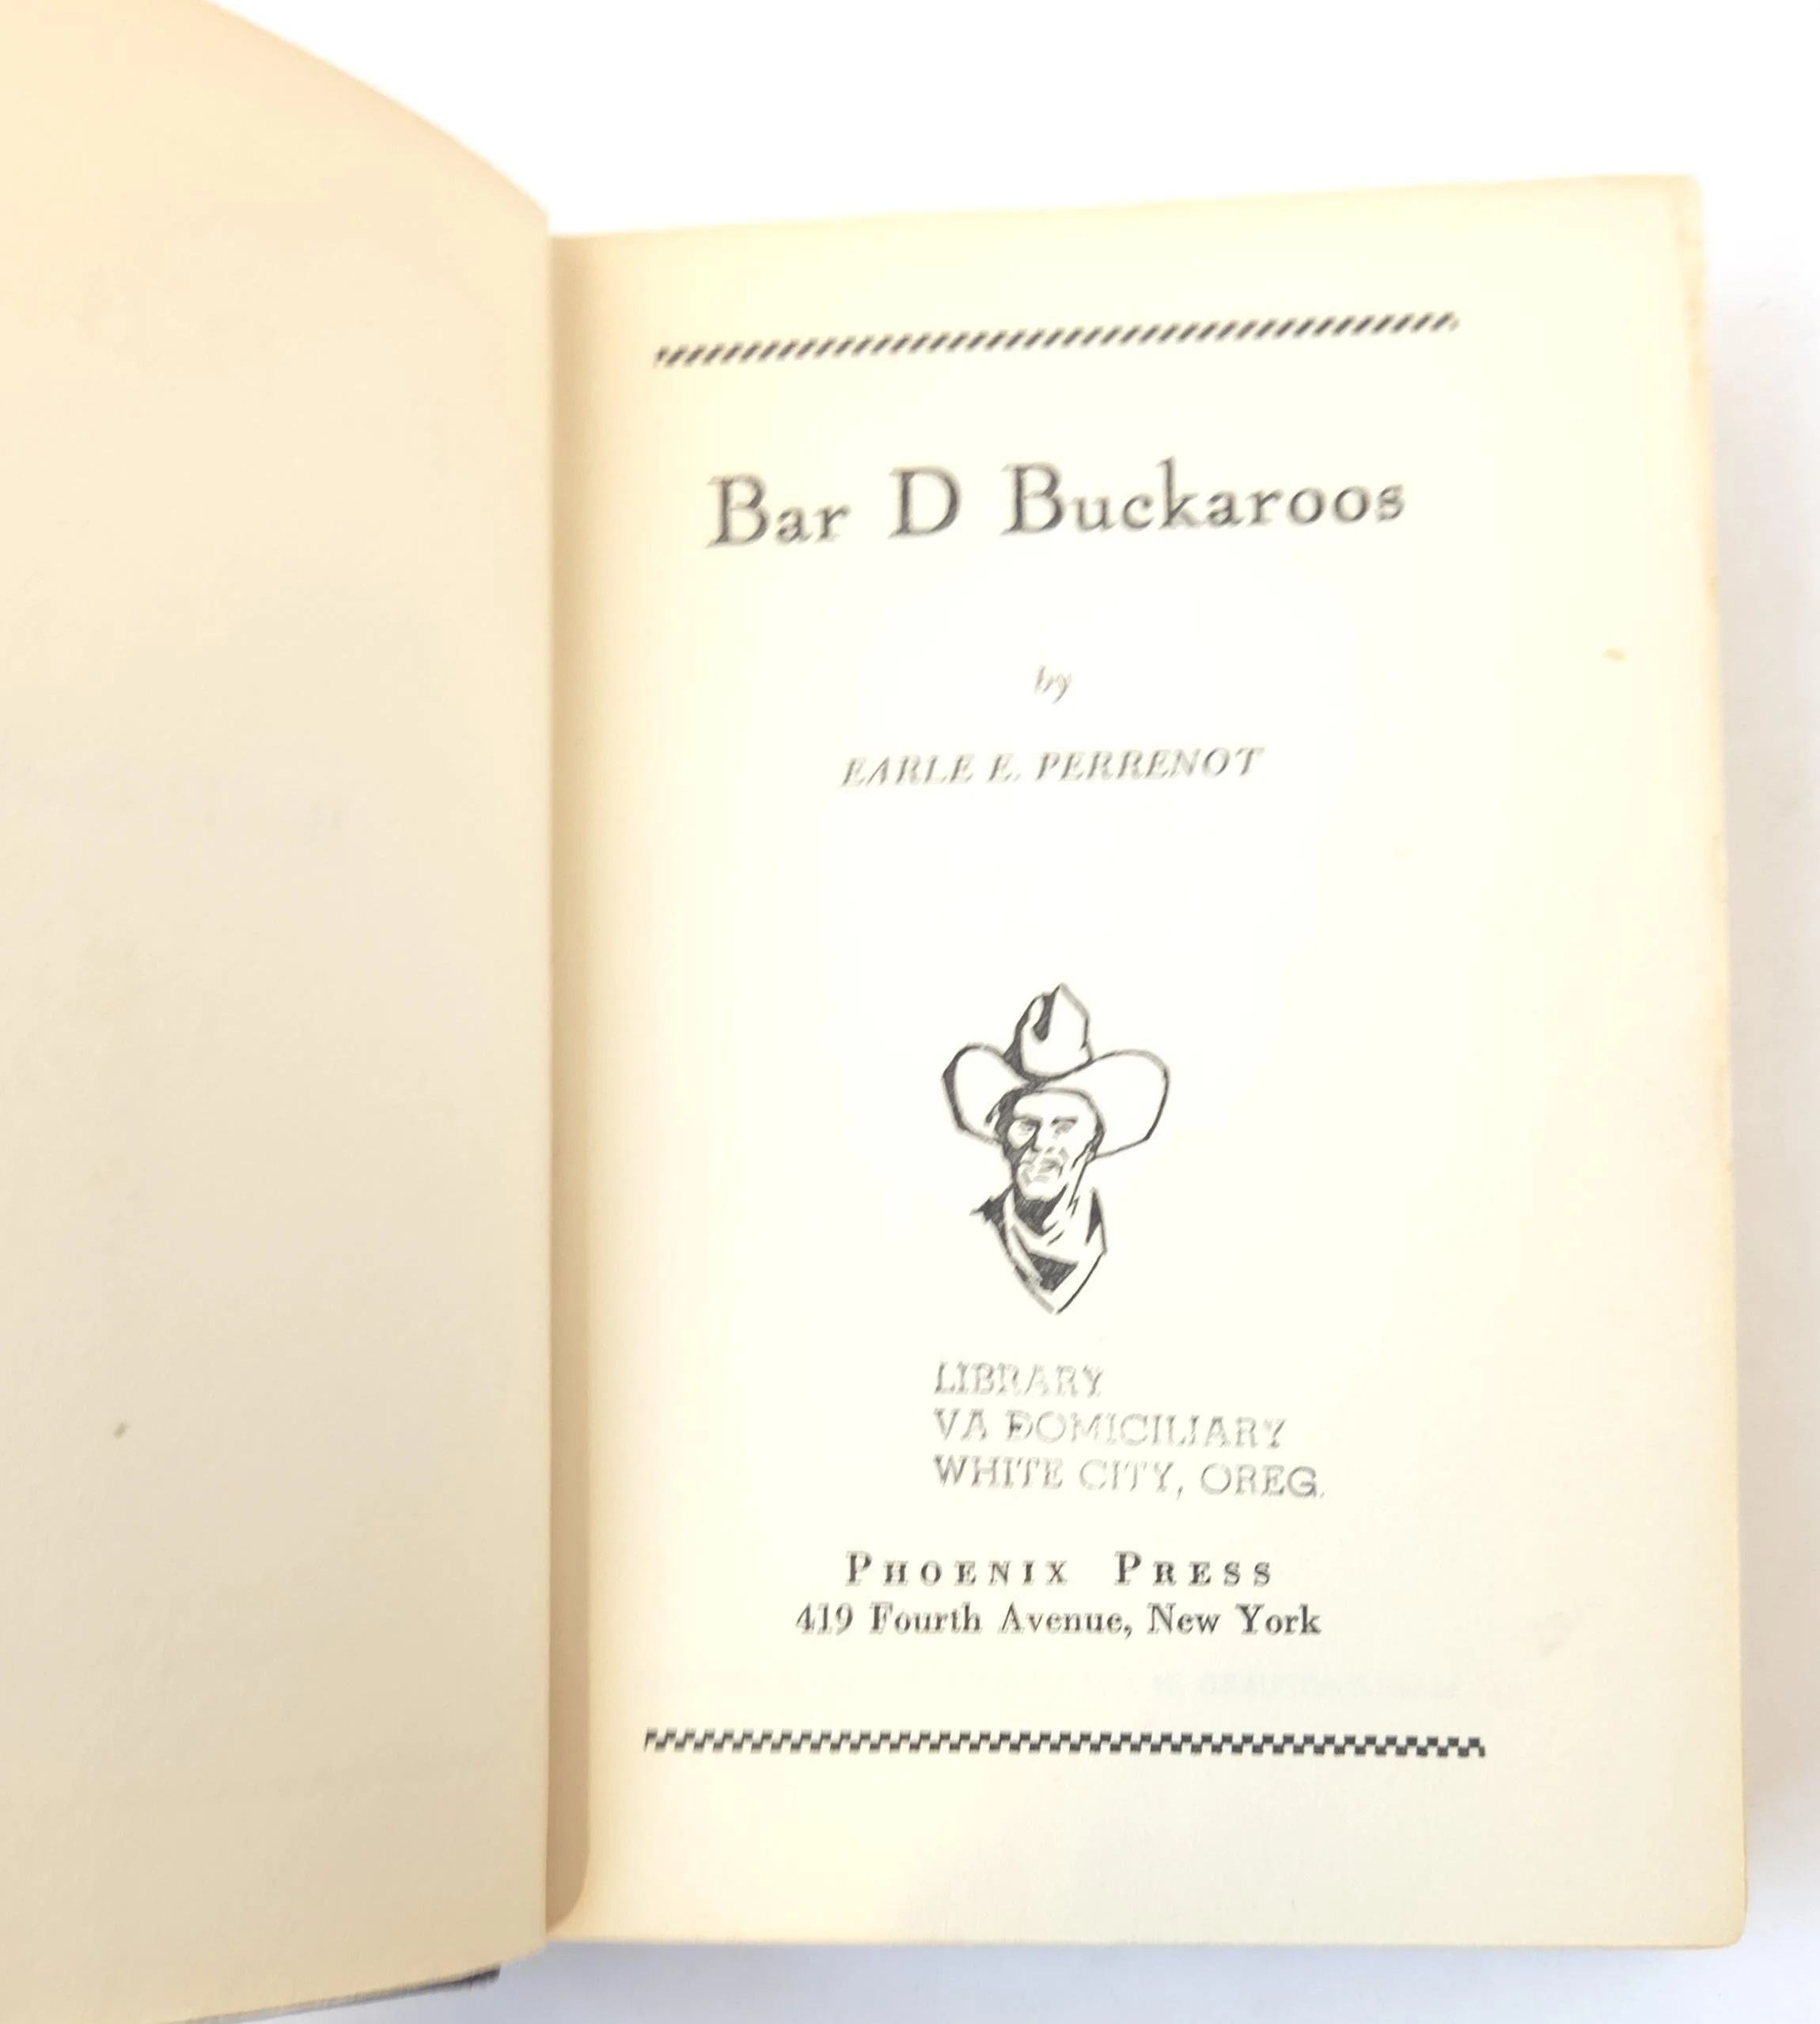 Bar D Buckaroos
by
EARLE E. PERRENOT
LIBRARY
VA DOMICILIARY
WHITE CITY, OREG.
PHOENIX PRESS
419 Fourth Avenue, New York